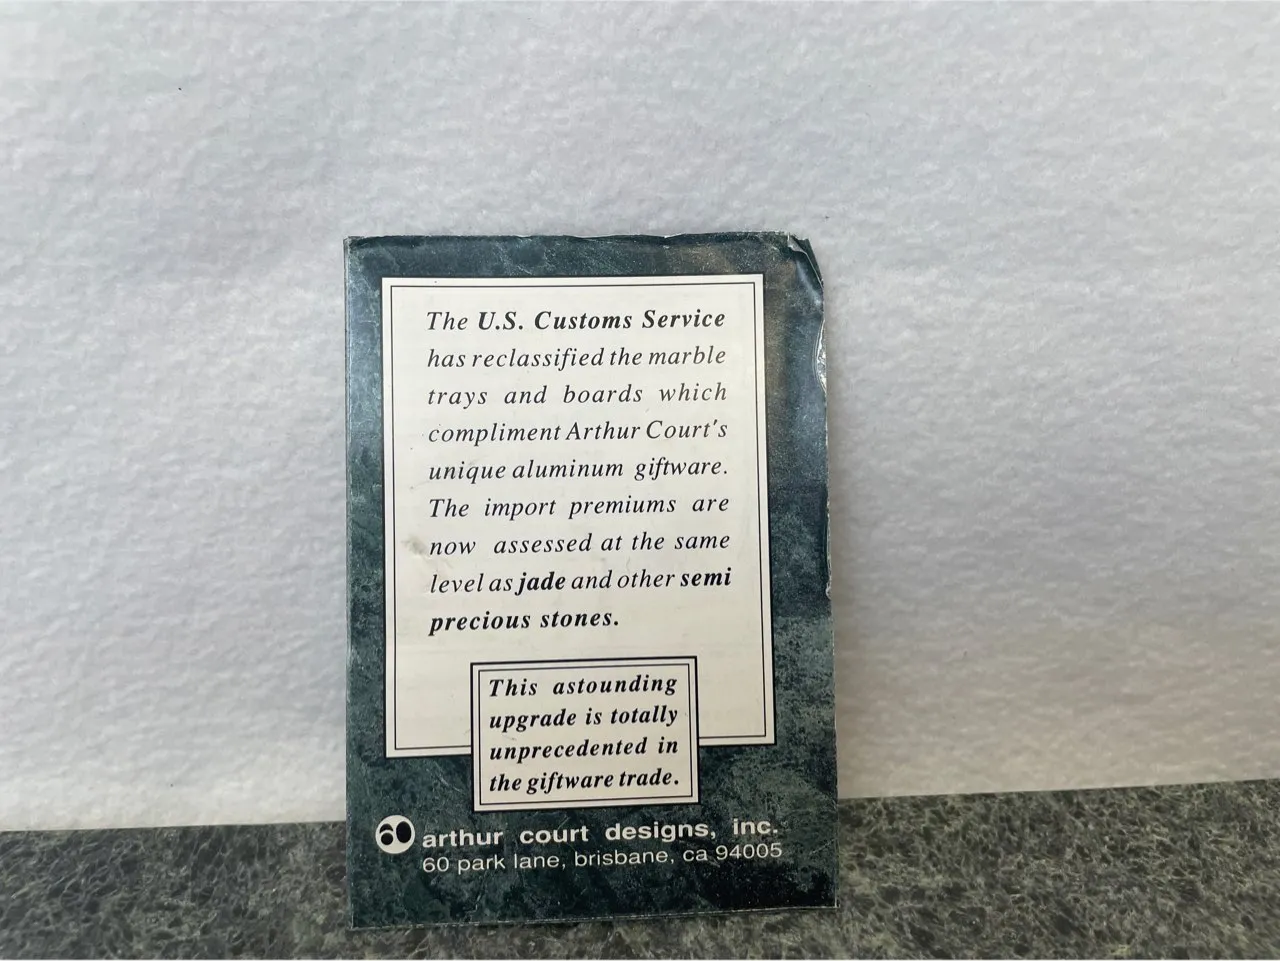 The U.S. Customs Service
has reclassified the marble
trays and boards which
compliment Arthur Court's
unique aluminum giftware.
The import premiums are
now assessed at the same
level as jade and other semi
precious stones.
This astounding
upgrade is totally
unprecedented in
the giftware trade.
60 arthur court designs, inc.
60 park lane, brisbane, ca 94005